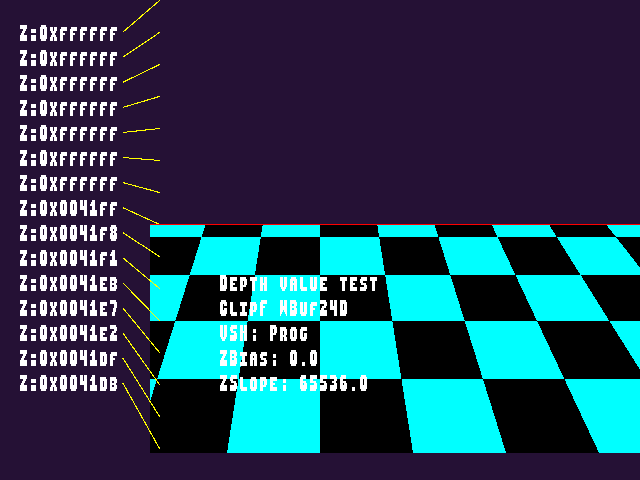 Z:0xffffff
Z:0xffffff
Z:0xffffff
Z:0xffffff
Z:0xffffff
Z:0xffffff
Z:0xffffff
Z:0x0041ff
Z:0x0041f8
Z:0x0041f1
Z:0x0041eb
Z:0x0041e7
Z:0x0041e2
Z:0x0041df
Z:0x0041db
Depth value test
Clipf WBuf24D
VSH: Prog
ZBias: 0.0
ZSlope: 65536.0